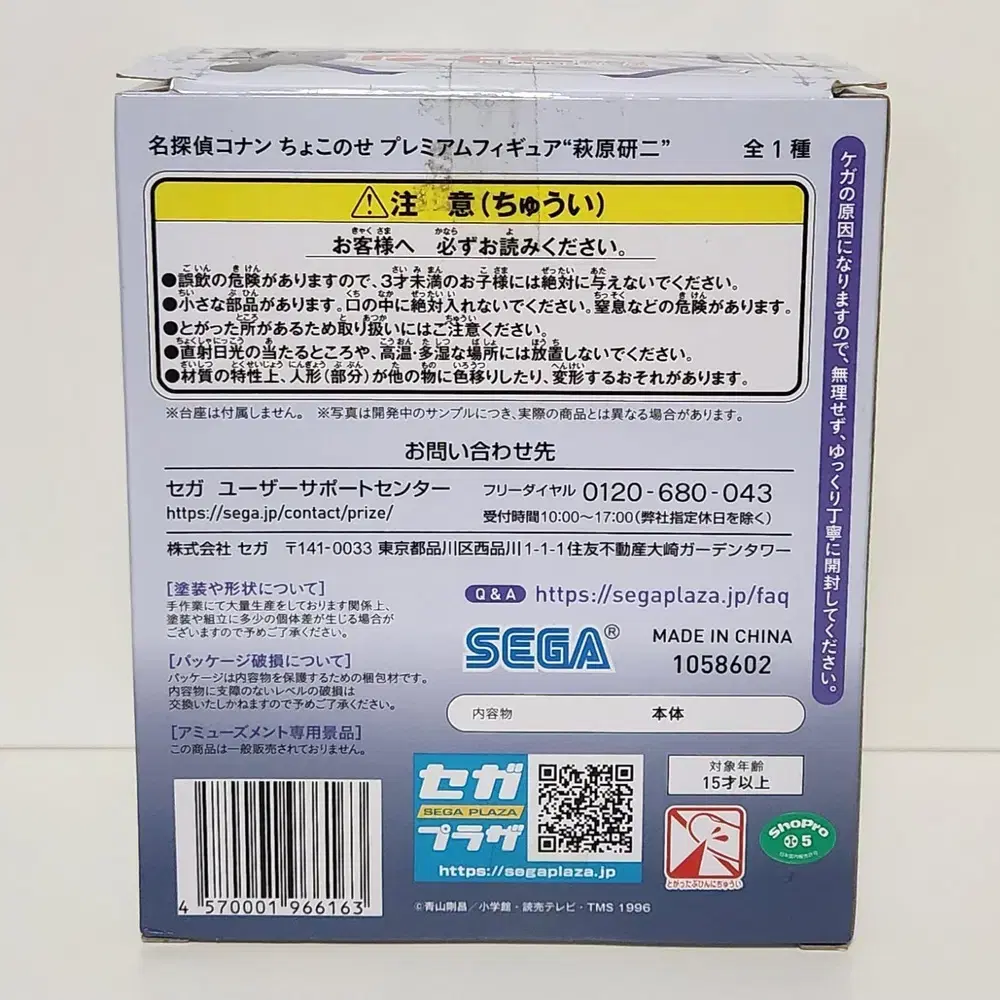 名探偵コナン ちょこのせ プレミアムフィギュア“萩原研二” 全1種
⚠注 意(ちゅうい)
お客様へ 必ずお読みください。
●誤飲の危険がありますので、3才未満のお子様には絶対に与えないでください。
●小さな部品があります。口の中に絶対入れないでください。窒息などの危険があります。
●とがった所があるため取り扱いにはご注意ください。
●直射日光の当たるところや、高温・多湿な場所には放置しないでください。
●材質の特性上、人形(部分)が他の物に色移りしたり、変形するおそれがあります。
※台座は付属しません。 ※写真は開発中のサンプルにつき、実際の商品とは異なる場合があります。
お問い合わせ先
セガ ユーザーサポートセンター フリーダイヤル 0120-680-043
https://sega.jp/contact/prize/ 受付時間10:00〜17:00(弊社指定休日を除く)
株式会社 セガ 〒141-0033 東京都品川区西品川1-1-1住友不動産大崎ガーデンタワー
[塗装や形状について]
手作業にて大量生産をしております関係上、
塗装や組立に多少の個体差が生じる場合が
ございますので予めご了承ください。
[パッケージ破損について]
パッケージは内容物を保護するための梱包材です。
内容物に支障のないレベルの破損は
交換いたしかねますので予めご了承ください。
[アミューズメント専用景品]
この商品は一般販売されておりません。
Q&A https://segaplaza.jp/faq
SEGA®
MADE IN CHINA
1058602
内容物 本体
セガ
SEGA PLAZA
プラザ
https://segaplaza.jp
対象年齢
15才以上
とがったぶひんにちゅうい
ShoPro
5
4 570001 966163
©青山剛昌/小学館・読売テレビ・TMS 1996
ケガの原因になりますので、無理せず、ゆっくり丁寧に開封してください。